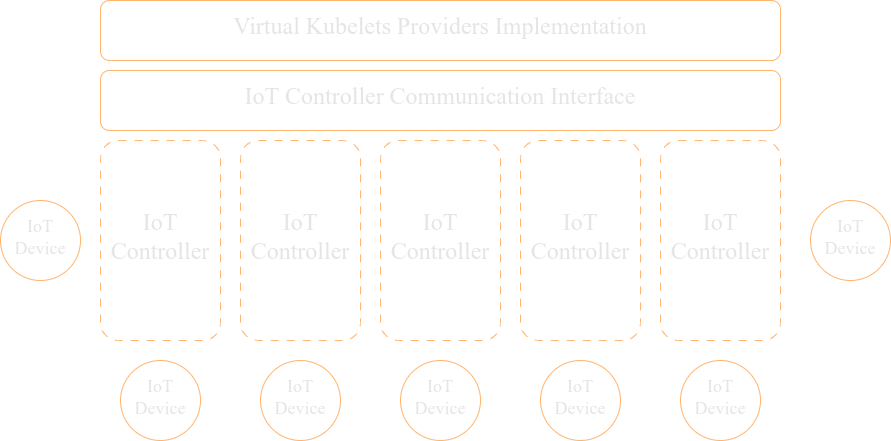 Virtual Kubelets Providers Implementation
IoT Controller Communication Interface
IoT
Controller
IoT
Controller
IoT
Controller
IoT
Controller
IoT
Controller
IoT
Device
IoT
Device
IoT
Device
IoT
Device
IoT
Device
IoT
Device
IoT
Device